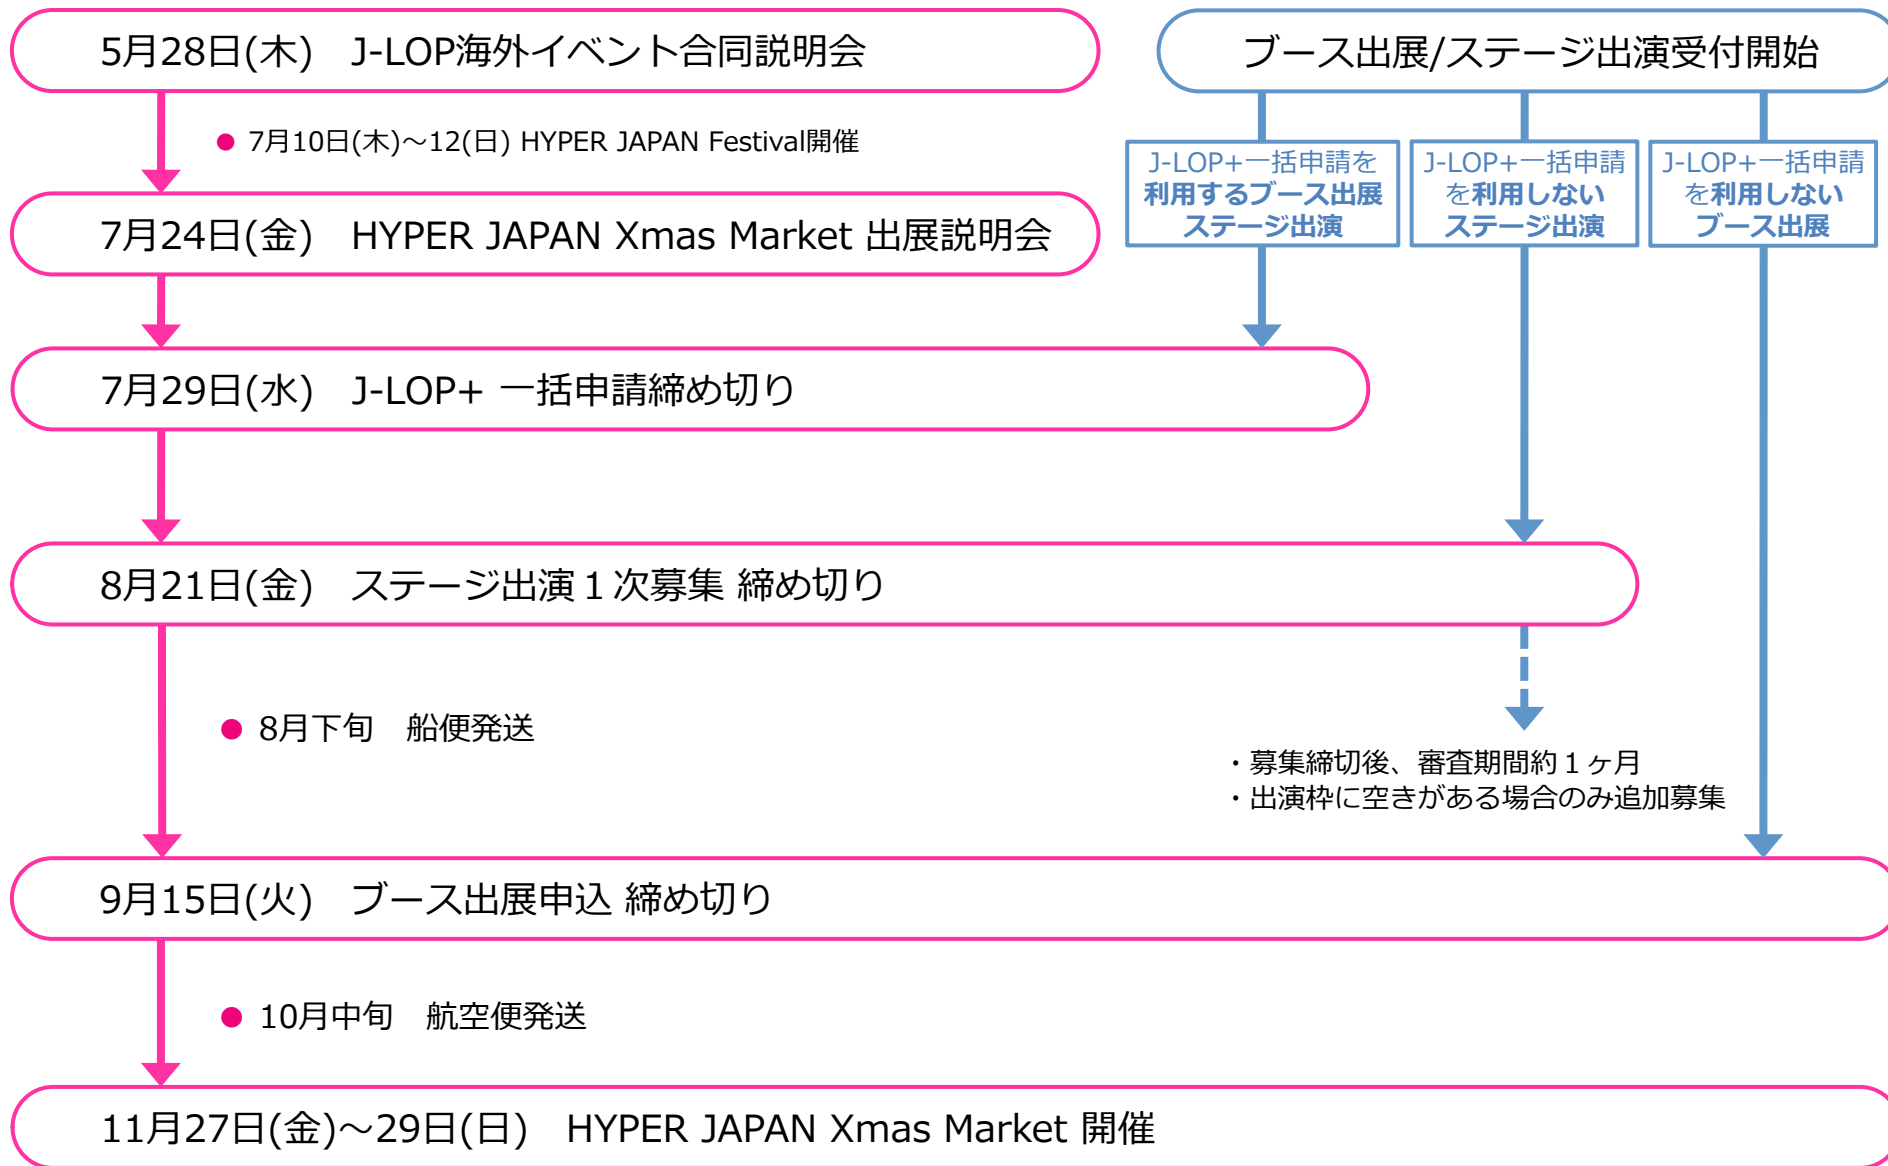 5月28日(木)　J-LOP海外イベント合同説明会
ブース出展/ステージ出演受付開始
● 7月10日(木)～12(日) HYPER JAPAN Festival開催
J-LOP+一括申請を
利用するブース出展
ステージ出演
J-LOP+一括申請
を利用しない
ステージ出演
J-LOP+一括申請
を利用しない
ブース出展
7月24日(金)　HYPER JAPAN Xmas Market 出展説明会
7月29日(水)　J-LOP+ 一括申請締め切り
8月21日(金)　ステージ出演１次募集 締め切り
● 8月下旬　船便発送
・募集締切後、審査期間約１ヶ月
・出演枠に空きがある場合のみ追加募集
9月15日(火)　ブース出展申込 締め切り
● 10月中旬　航空便発送
11月27日(金)～29日(日)　HYPER JAPAN Xmas Market 開催